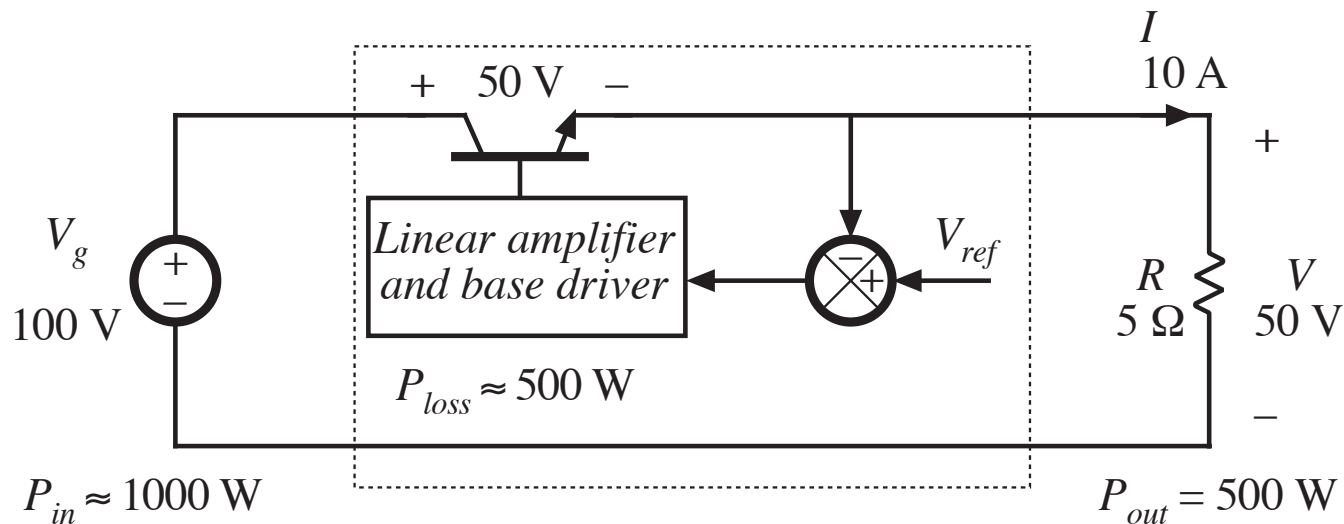 I
10 A
+ 50 V −
+
V_g
+
−
100 V
Linear amplifier
and base driver
−
+
V_ref
R
5 Ω
V
50 V
P_loss ≈ 500 W
−
P_in ≈ 1000 W
P_out = 500 W